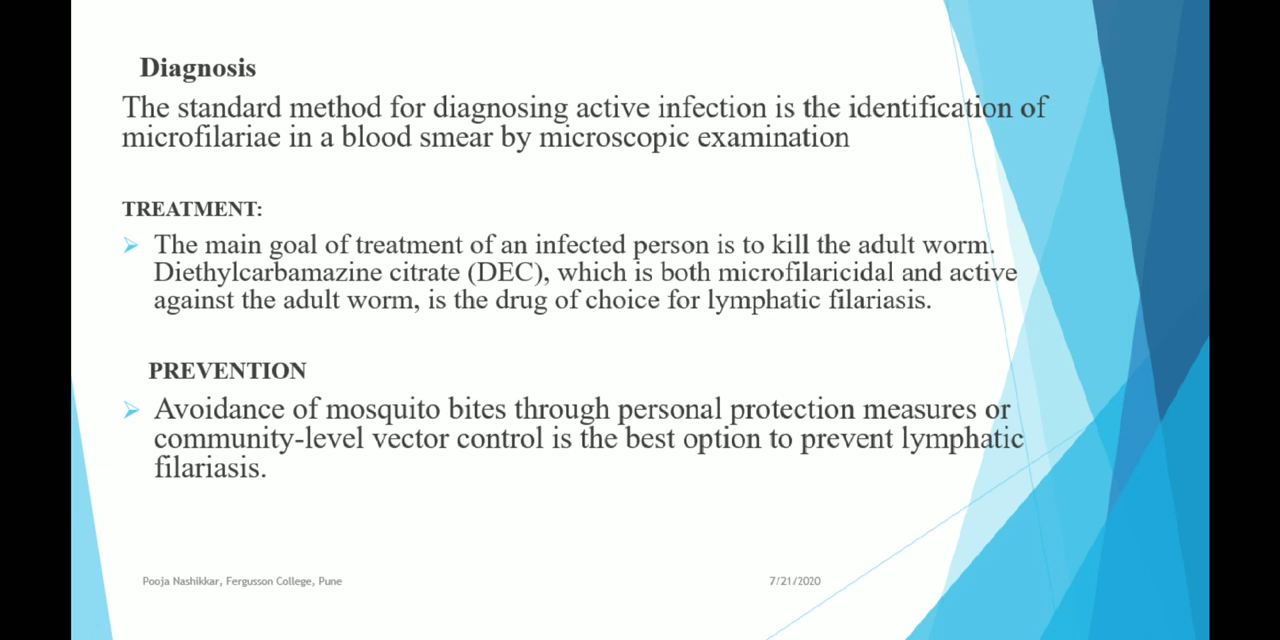 Diagnosis
The standard method for diagnosing active infection is the identification of
microfilariae in a blood smear by microscopic examination
TREATMENT:
The main goal of treatment of an infected person is to kill the adult worm.
Diethylcarbamazine citrate (DEC), which is both microfilaricidal and active
against the adult worm, is the drug of choice for lymphatic filariasis.
PREVENTION
Avoidance of mosquito bites through personal protection measures or
community-level vector control is the best option to prevent lymphatic
filariasis.
Pooja Nashikkar, Fergusson College, Pune
7/21/2020